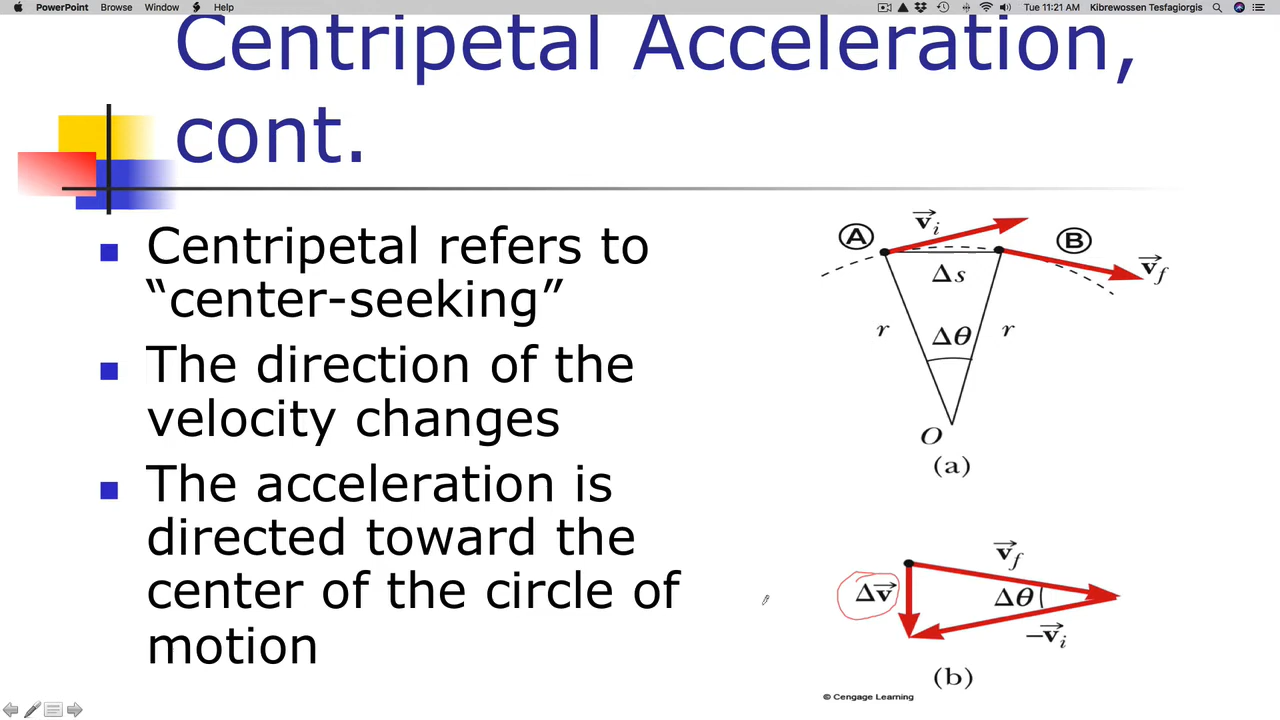 PowerPoint Browse Window Help Tue 11:21 AM Kibrewossen Tesfagiorgis
Centripetal Acceleration,
cont.
Centripetal refers to
“center-seeking”
The direction of the
velocity changes
The acceleration is
directed toward the
center of the circle of
motion
A v⃗i B
v⃗f
Δs
r Δθ r
O
(a)
v⃗f
Δv⃗ Δθ
−v⃗i
(b)
© Cengage Learning